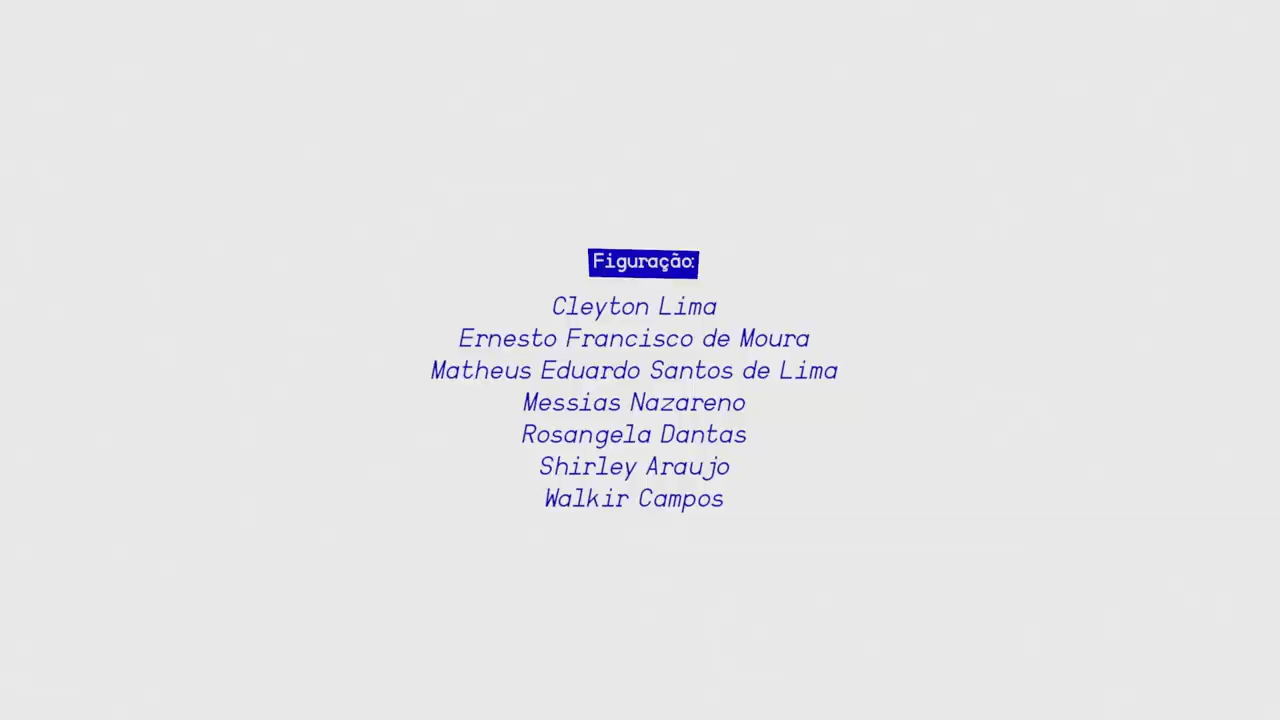 Figuração:
Cleyton Lima
Ernesto Francisco de Moura
Matheus Eduardo Santos de Lima
Messias Nazareno
Rosangela Dantas
Shirley Araujo
Walkir Campos